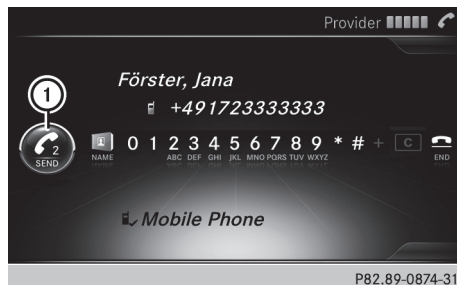 Provider
1
Förster, Jana
+491723333333
2
SEND
NAME
0 1 2 3 4 5 6 7 8 9 * # + C
ABC DEF GHI JKL MNO PQRS TUV WXYZ
END
Mobile Phone
P82.89-0874-31